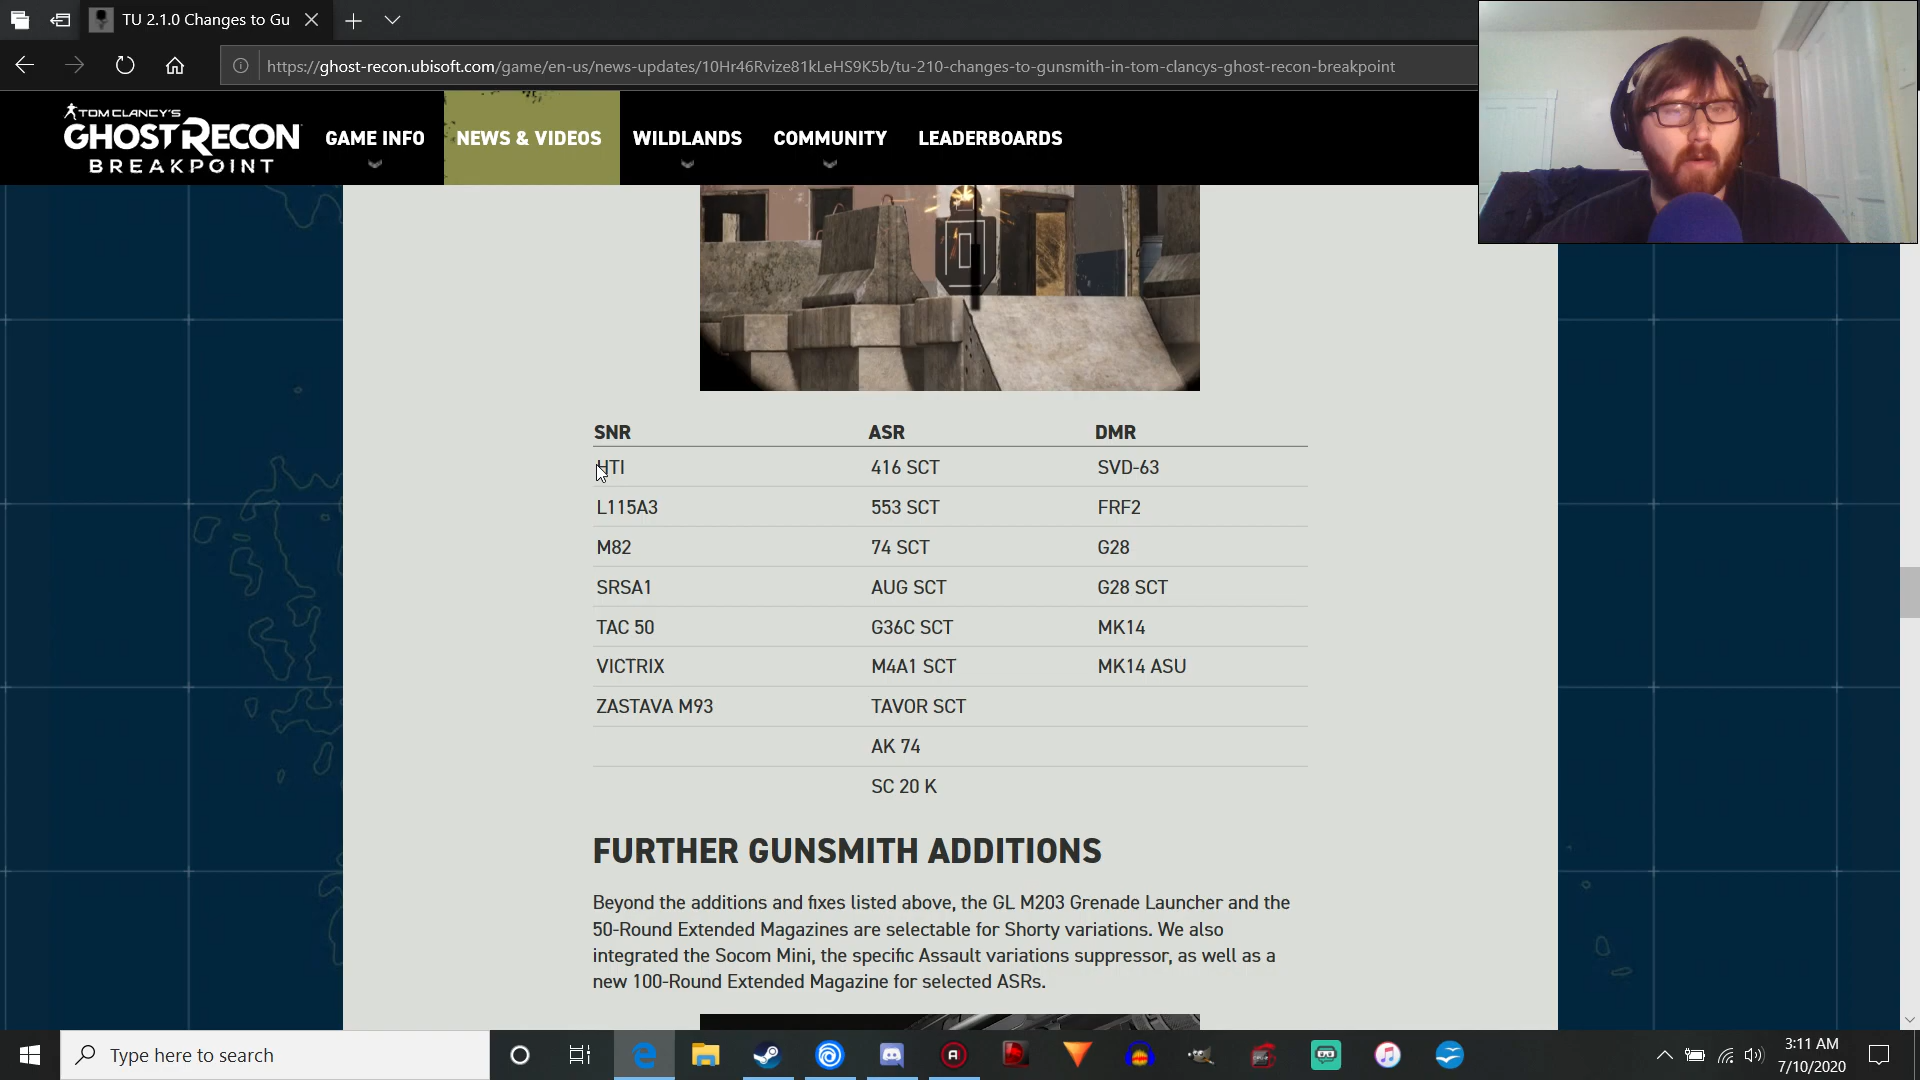 TU 2.1.0 Changes to Gu
https://ghost-recon.ubisoft.com/game/en-us/news-updates/10Hr46Rvize81kLeHS9K5b/tu-210-changes-to-gunsmith-in-tom-clancys-ghost-recon-breakpoint
TOM CLANCY'S
GHOST RECON
BREAKPOINT
GAME INFO
NEWS & VIDEOS
WILDLANDS
COMMUNITY
LEADERBOARDS
SNR ASR DMR
HTI 416 SCT SVD-63
L115A3 553 SCT FRF2
M82 74 SCT G28
SRSA1 AUG SCT G28 SCT
TAC 50 G36C SCT MK14
VICTRIX M4A1 SCT MK14 ASU
ZASTAVA M93 TAVOR SCT
AK 74
SC 20 K
FURTHER GUNSMITH ADDITIONS
Beyond the additions and fixes listed above, the GL M203 Grenade Launcher and the
50-Round Extended Magazines are selectable for Shorty variations. We also
integrated the Socom Mini, the specific Assault variations suppressor, as well as a
new 100-Round Extended Magazine for selected ASRs.
Type here to search
3:11 AM
7/10/2020